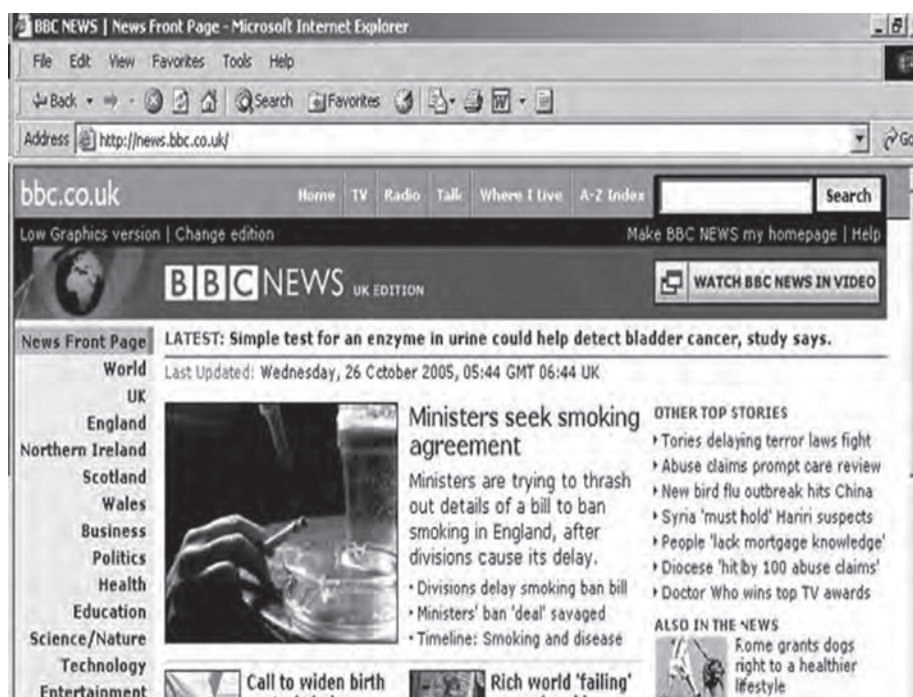 BBC NEWS | News Front Page - Microsoft Internet Explorer
File Edit View Favorites Tools Help
Back Search Favorites
Address http://news.bbc.co.uk/ Go
bbc.co.uk Home TV Radio Talk Where I Live A-Z Index Search
Low Graphics version | Change edition Make BBC NEWS my homepage | Help
BBC NEWS UK EDITION WATCH BBC NEWS IN VIDEO
News Front Page
World
UK
England
Northern Ireland
Scotland
Wales
Business
Politics
Health
Education
Science/Nature
Technology
Entertainment
LATEST: Simple test for an enzyme in urine could help detect bladder cancer, study says.
Last Updated: Wednesday, 26 October 2005, 05:44 GMT 06:44 UK
Ministers seek smoking
agreement
Ministers are trying to thrash
out details of a bill to ban
smoking in England, after
divisions cause its delay.
Divisions delay smoking ban bill
Ministers' ban 'deal' savaged
Timeline: Smoking and disease
Call to widen birth
Rich world 'failing'
OTHER TOP STORIES
Tories delaying terror laws fight
Abuse claims prompt care review
New bird flu outbreak hits China
Syria 'must hold' Hariri suspects
People 'lack mortgage knowledge'
Diocese 'hit by 100 abuse claims'
Doctor Who wins top TV awards
ALSO IN THE NEWS
Rome grants dogs
right to a healthier
lifestyle